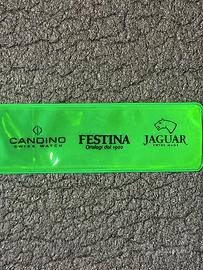 CANDINO
SWISS WATCH
FESTINA
Orologi dal 1902
JAGUAR
SWISS MADE